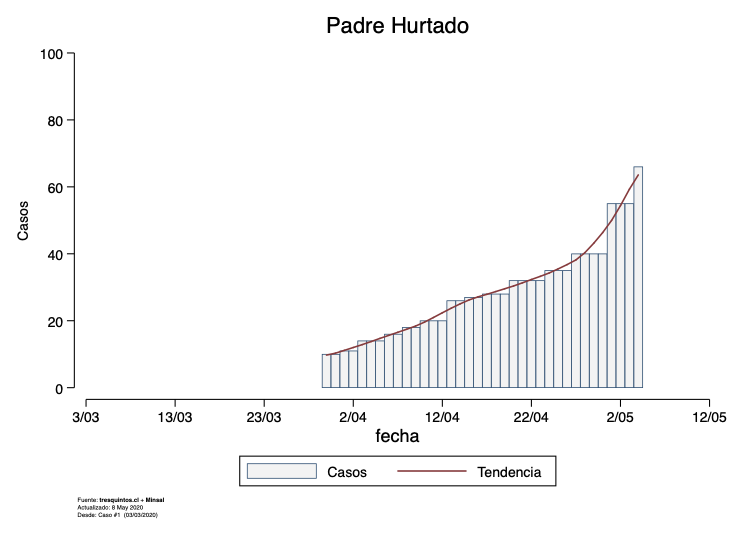 Padre Hurtado
100
80
60
40
20
0
Casos
3/03 13/03 23/03 2/04 12/04 22/04 2/05 12/05
fecha
Casos Tendencia
Fuente: tresquintos.cl + Minsal
Actualizado: 8 May 2020
Desde: Caso #1 (03/03/2020)